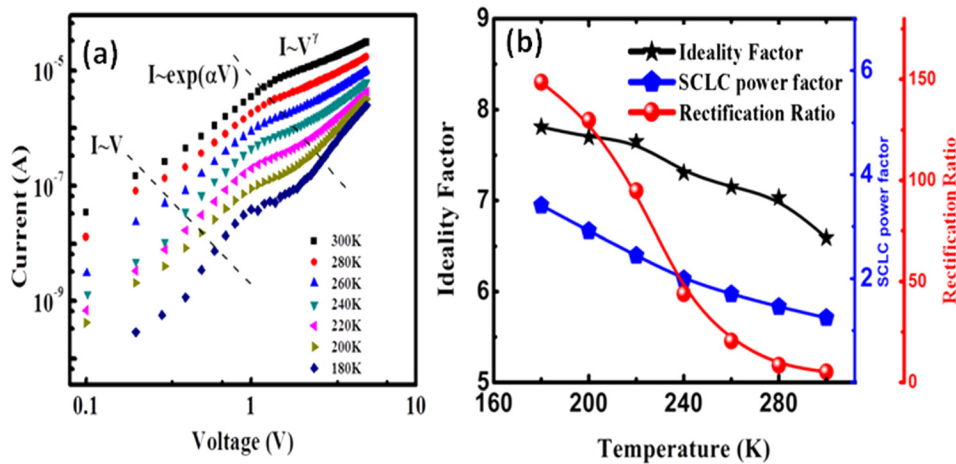 (a)
I~V^γ
I~exp(αV)
I~V
10^-5
10^-7
10^-9
Current (A)
300K
280K
260K
240K
220K
200K
180K
0.1
1
10
Voltage (V)
(b)
Ideality Factor
SCLC power factor
Rectification Ratio
9
8
7
6
5
Ideality Factor
160
200
240
280
Temperature (K)
6
4
2
0
SCLC power factor
150
100
50
0
Rectification Ratio